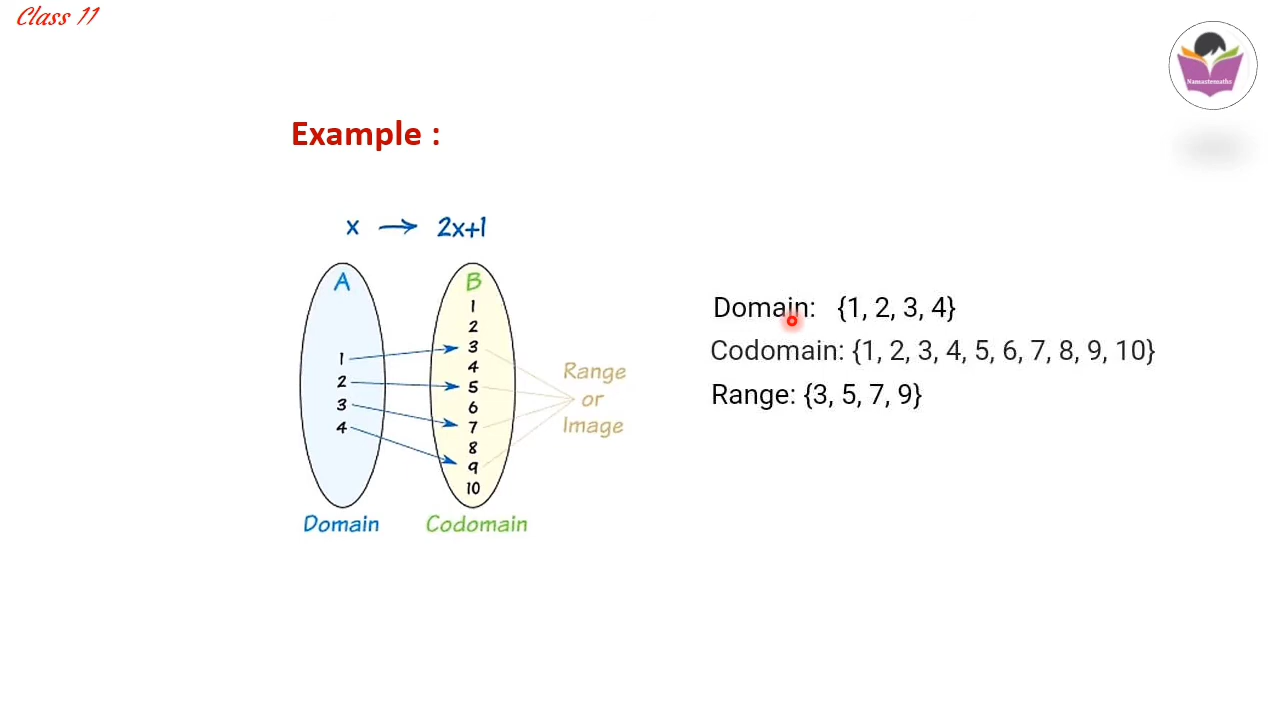 Class 11
Namastemaths
Example :
x → 2x+1
A
B
1
2
3
4
5
6
7
8
9
10
1
2
3
4
Range
or
Image
Domain
Codomain
Domain: {1, 2, 3, 4}
Codomain: {1, 2, 3, 4, 5, 6, 7, 8, 9, 10}
Range: {3, 5, 7, 9}